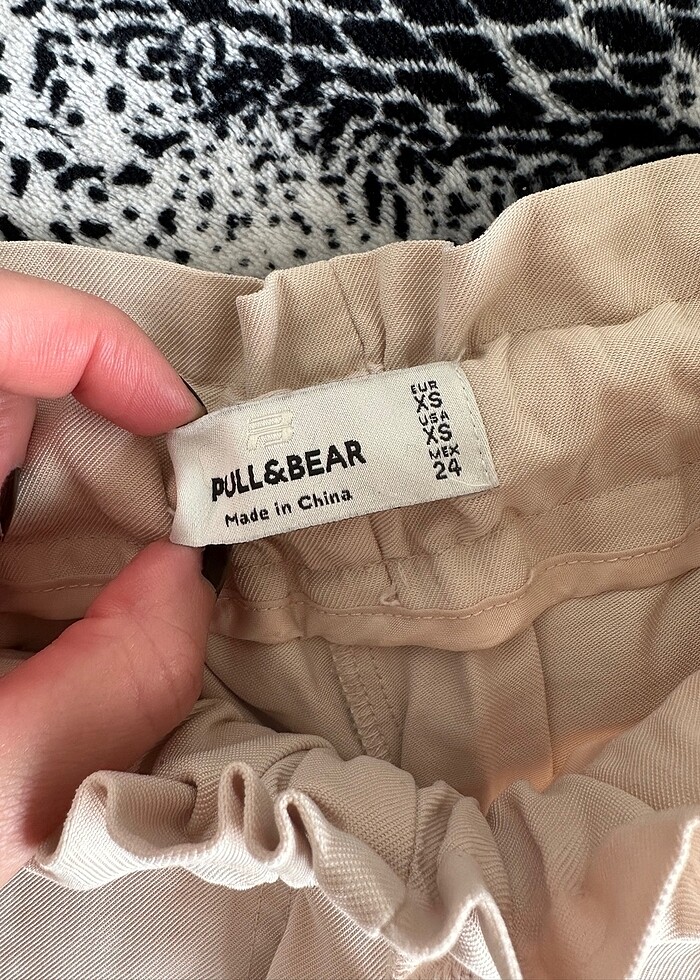 PULL&BEAR
Made in China
EUR
XS
USA
XS
MEX
24